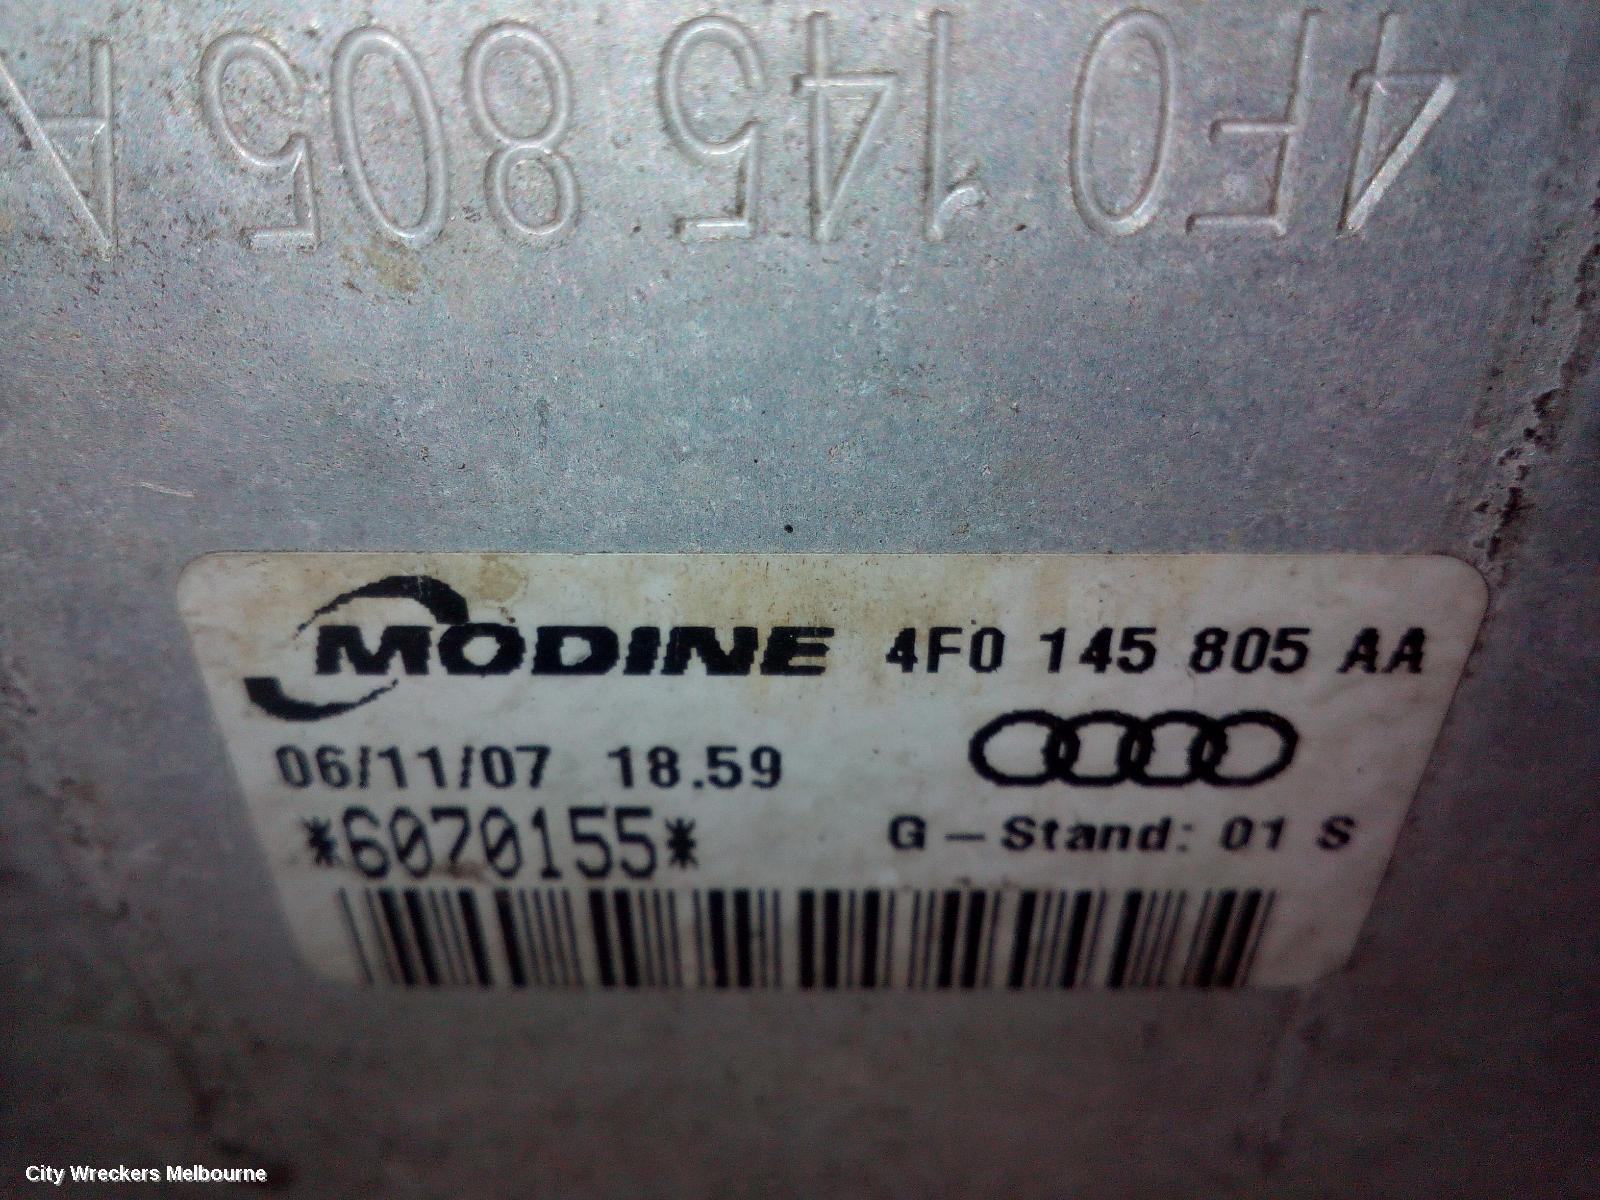 4F0 145 805 A
MODINE 4F0 145 805 AA
06/11/07 18.59
*6070155*
G - Stand: 01 S
City Wreckers Melbourne